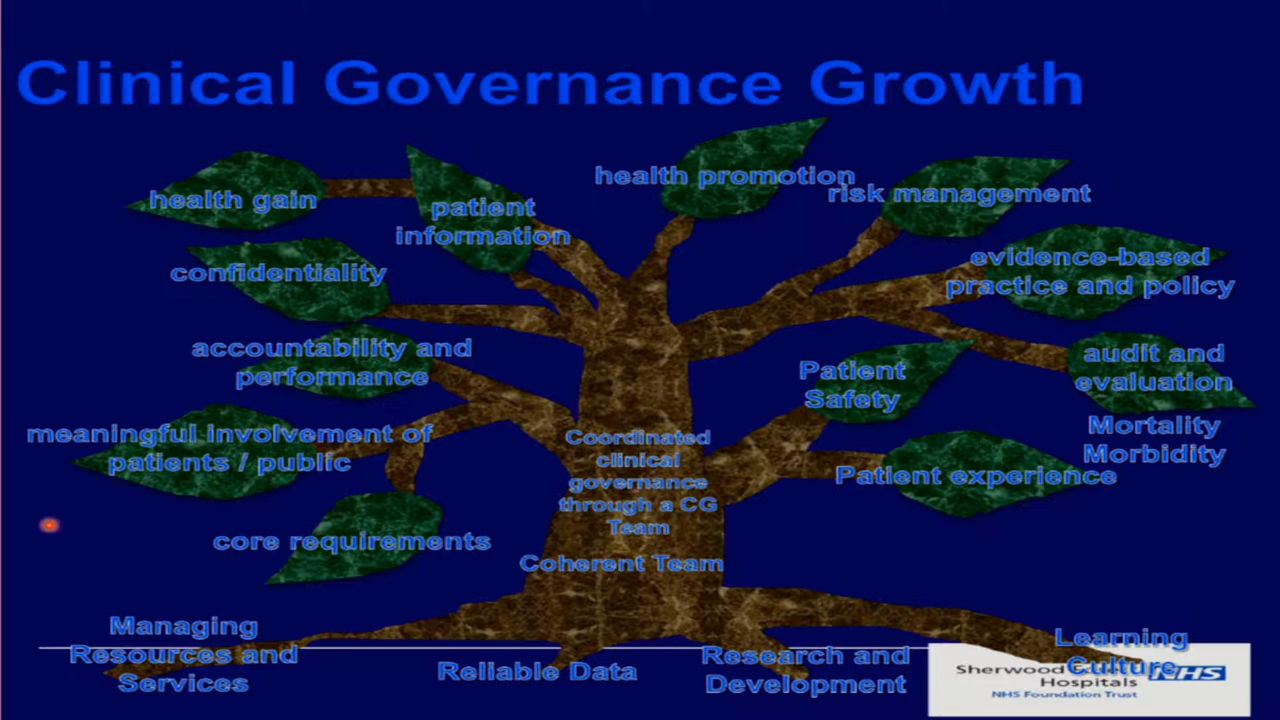 Clinical Governance Growth
health promotion
risk management
health gain
patient
information
confidentiality
evidence-based
practice and policy
accountability and
performance
Patient
Safety
audit and
evaluation
Mortality
Morbidity
meaningful involvement of
patients / public
Coordinated
clinical
governance
through a CG
Team
Patient experience
core requirements
Coherent Team
Managing
Resources and
Services
Reliable Data
Research and
Development
Learning
Culture
Sherwood
Hospitals
NHS
NHS Foundation Trust